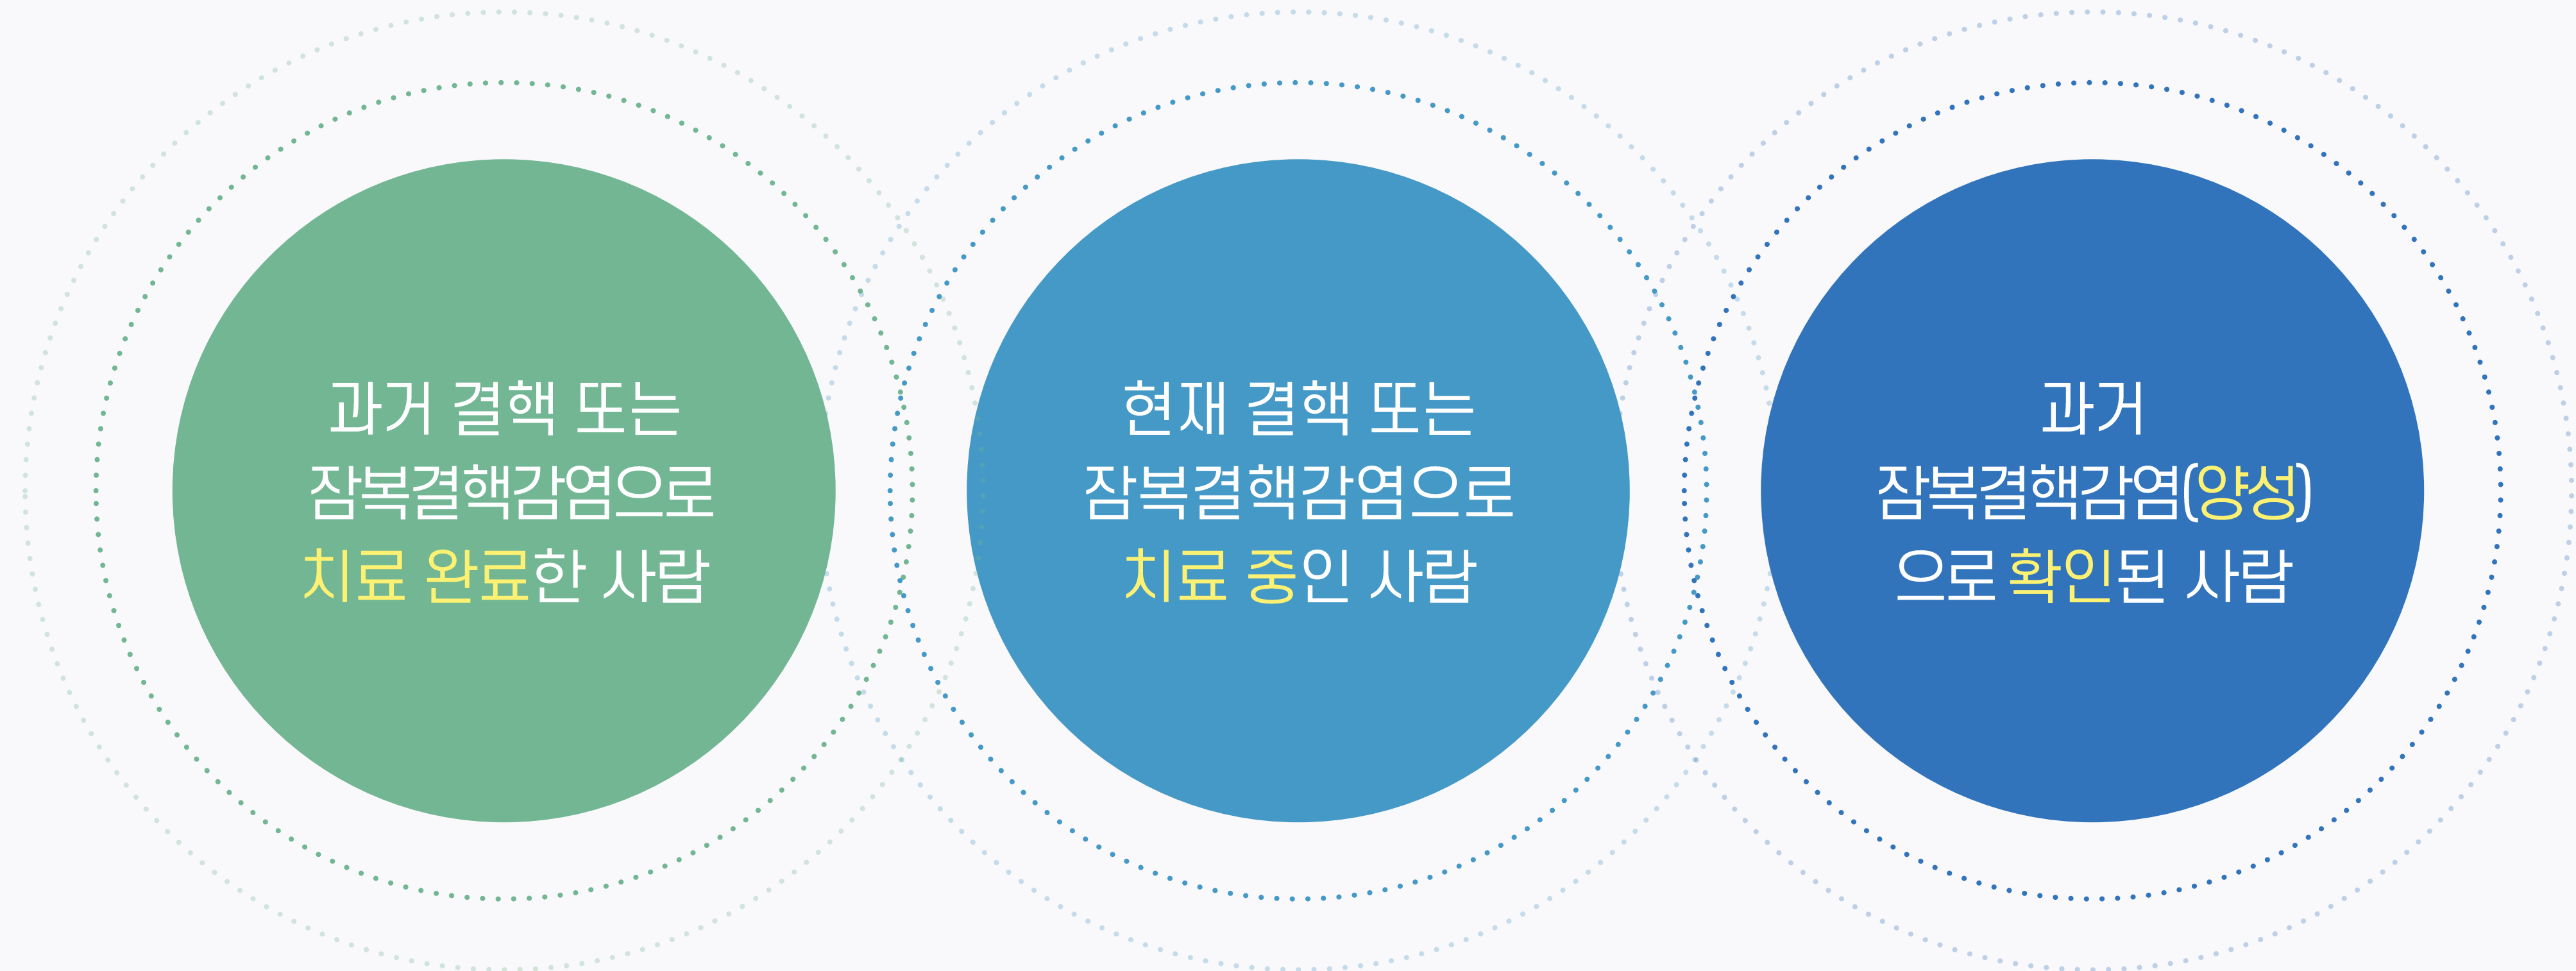 과거 결핵 또는
잠복결핵감염으로
치료 완료한 사람
현재 결핵 또는
잠복결핵감염으로
치료 중인 사람
과거
잠복결핵감염(양성)
으로 확인된 사람